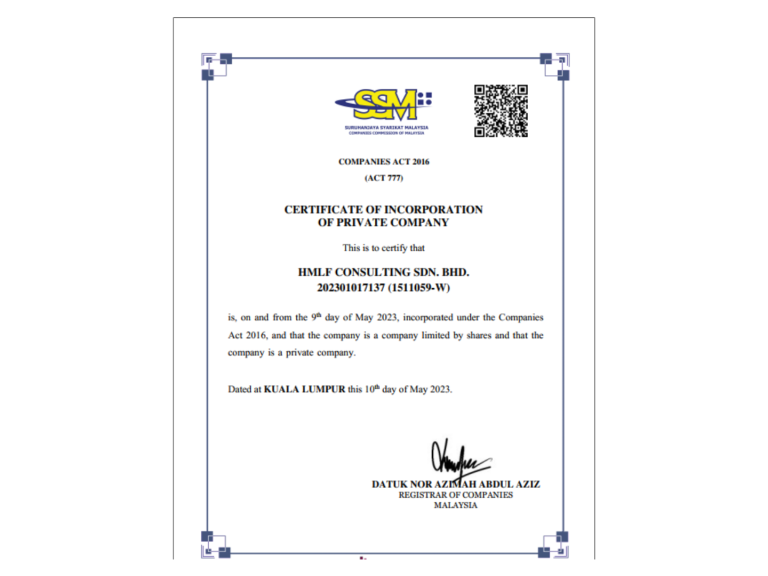 SSM
SURUHANJAYA SYARIKAT MALAYSIA
COMPANIES COMMISSION OF MALAYSIA
COMPANIES ACT 2016
(ACT 777)
CERTIFICATE OF INCORPORATION
OF PRIVATE COMPANY
This is to certify that
HMLF CONSULTING SDN. BHD.
202301017137 (1511059-W)
is, on and from the 9th day of May 2023, incorporated under the Companies
Act 2016, and that the company is a company limited by shares and that the
company is a private company.
Dated at KUALA LUMPUR this 10th day of May 2023.
DATUK NOR AZIMAH ABDUL AZIZ
REGISTRAR OF COMPANIES
MALAYSIA